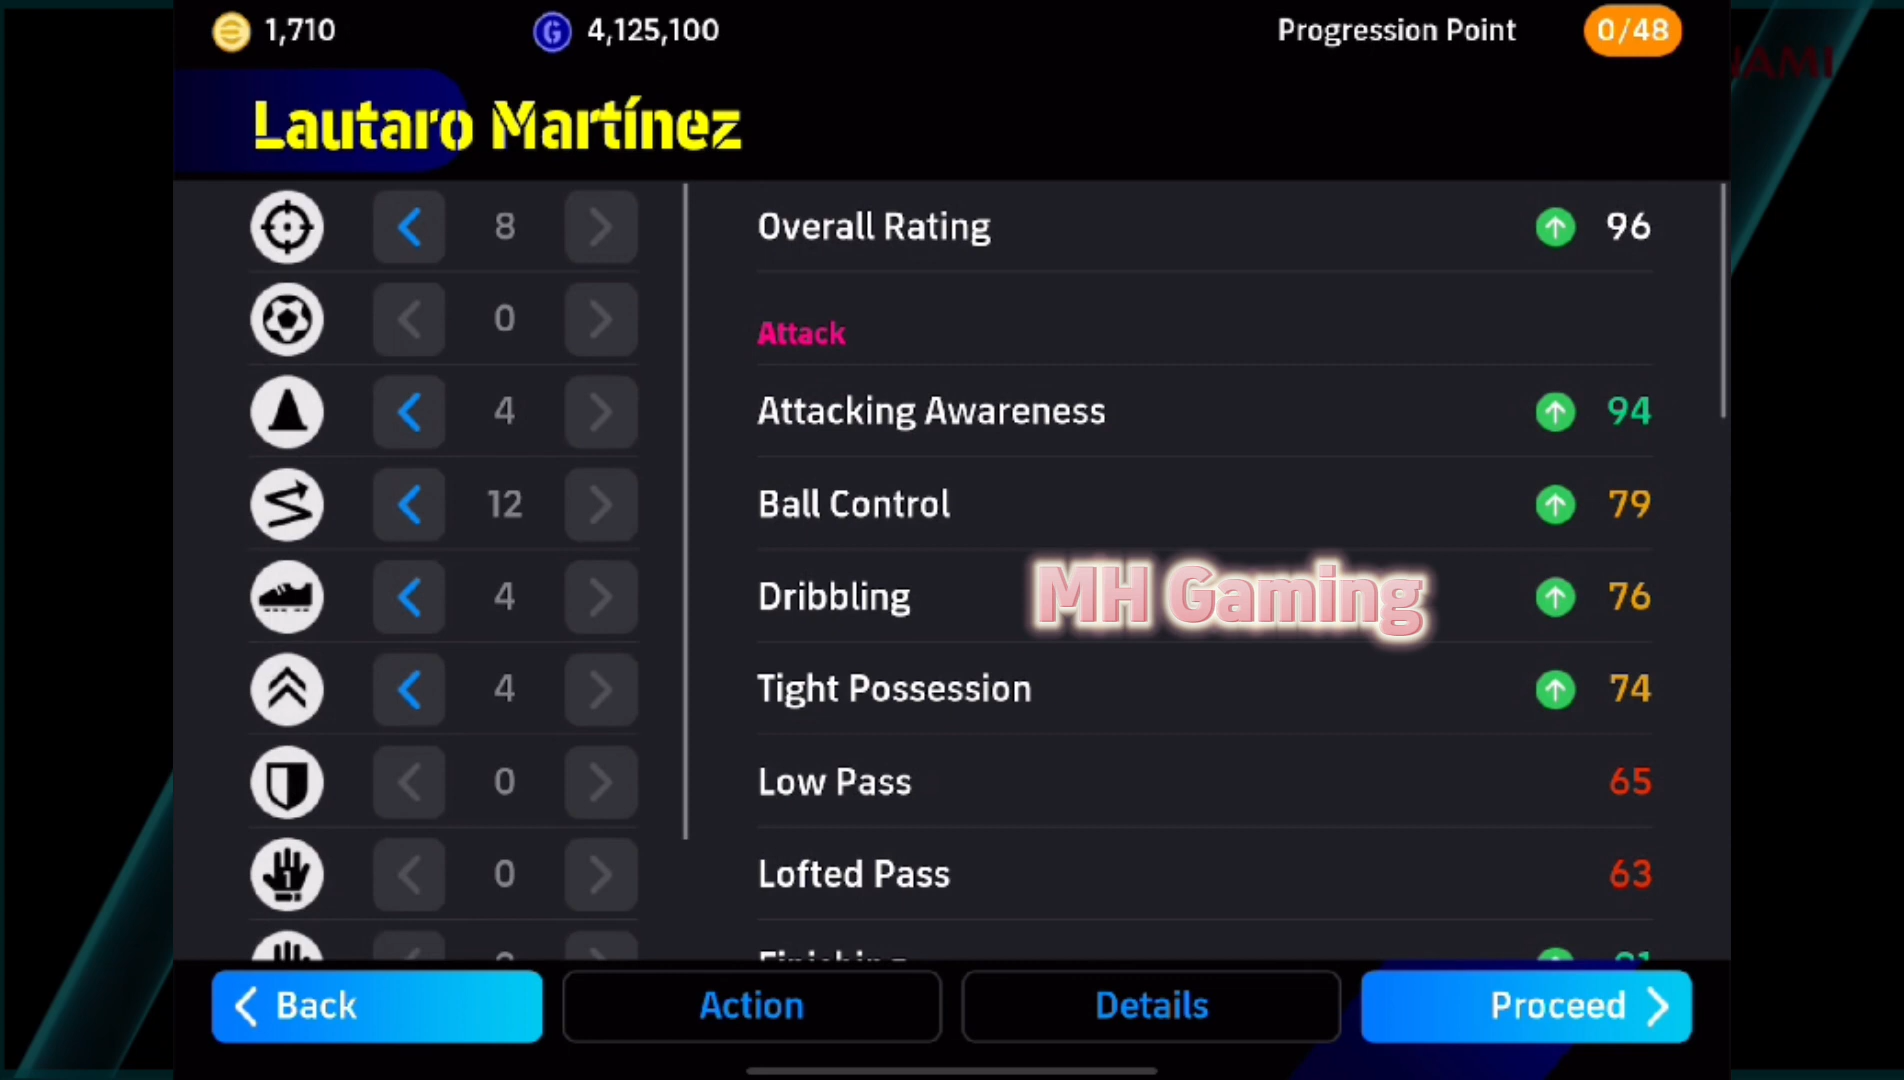 1,710
4,125,100
Progression Point
0/48
NAMI
Lautaro Martínez
8
Overall Rating
96
0
Attack
4
Attacking Awareness
94
12
Ball Control
79
4
Dribbling
MH Gaming
76
4
Tight Possession
74
0
Low Pass
65
0
Lofted Pass
63
Back
Action
Details
Proceed